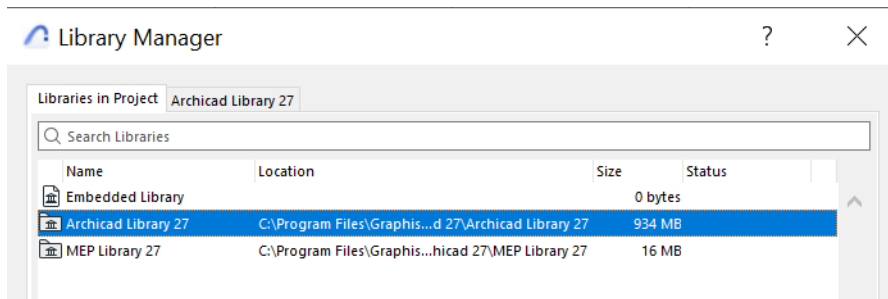 Library Manager ?
Libraries in Project Archicad Library 27
Search Libraries
Name Location Size Status
Embedded Library 0 bytes
Archicad Library 27 C:\Program Files\Graphis...d 27\Archicad Library 27 934 MB
MEP Library 27 C:\Program Files\Graphis...hicad 27\MEP Library 27 16 MB